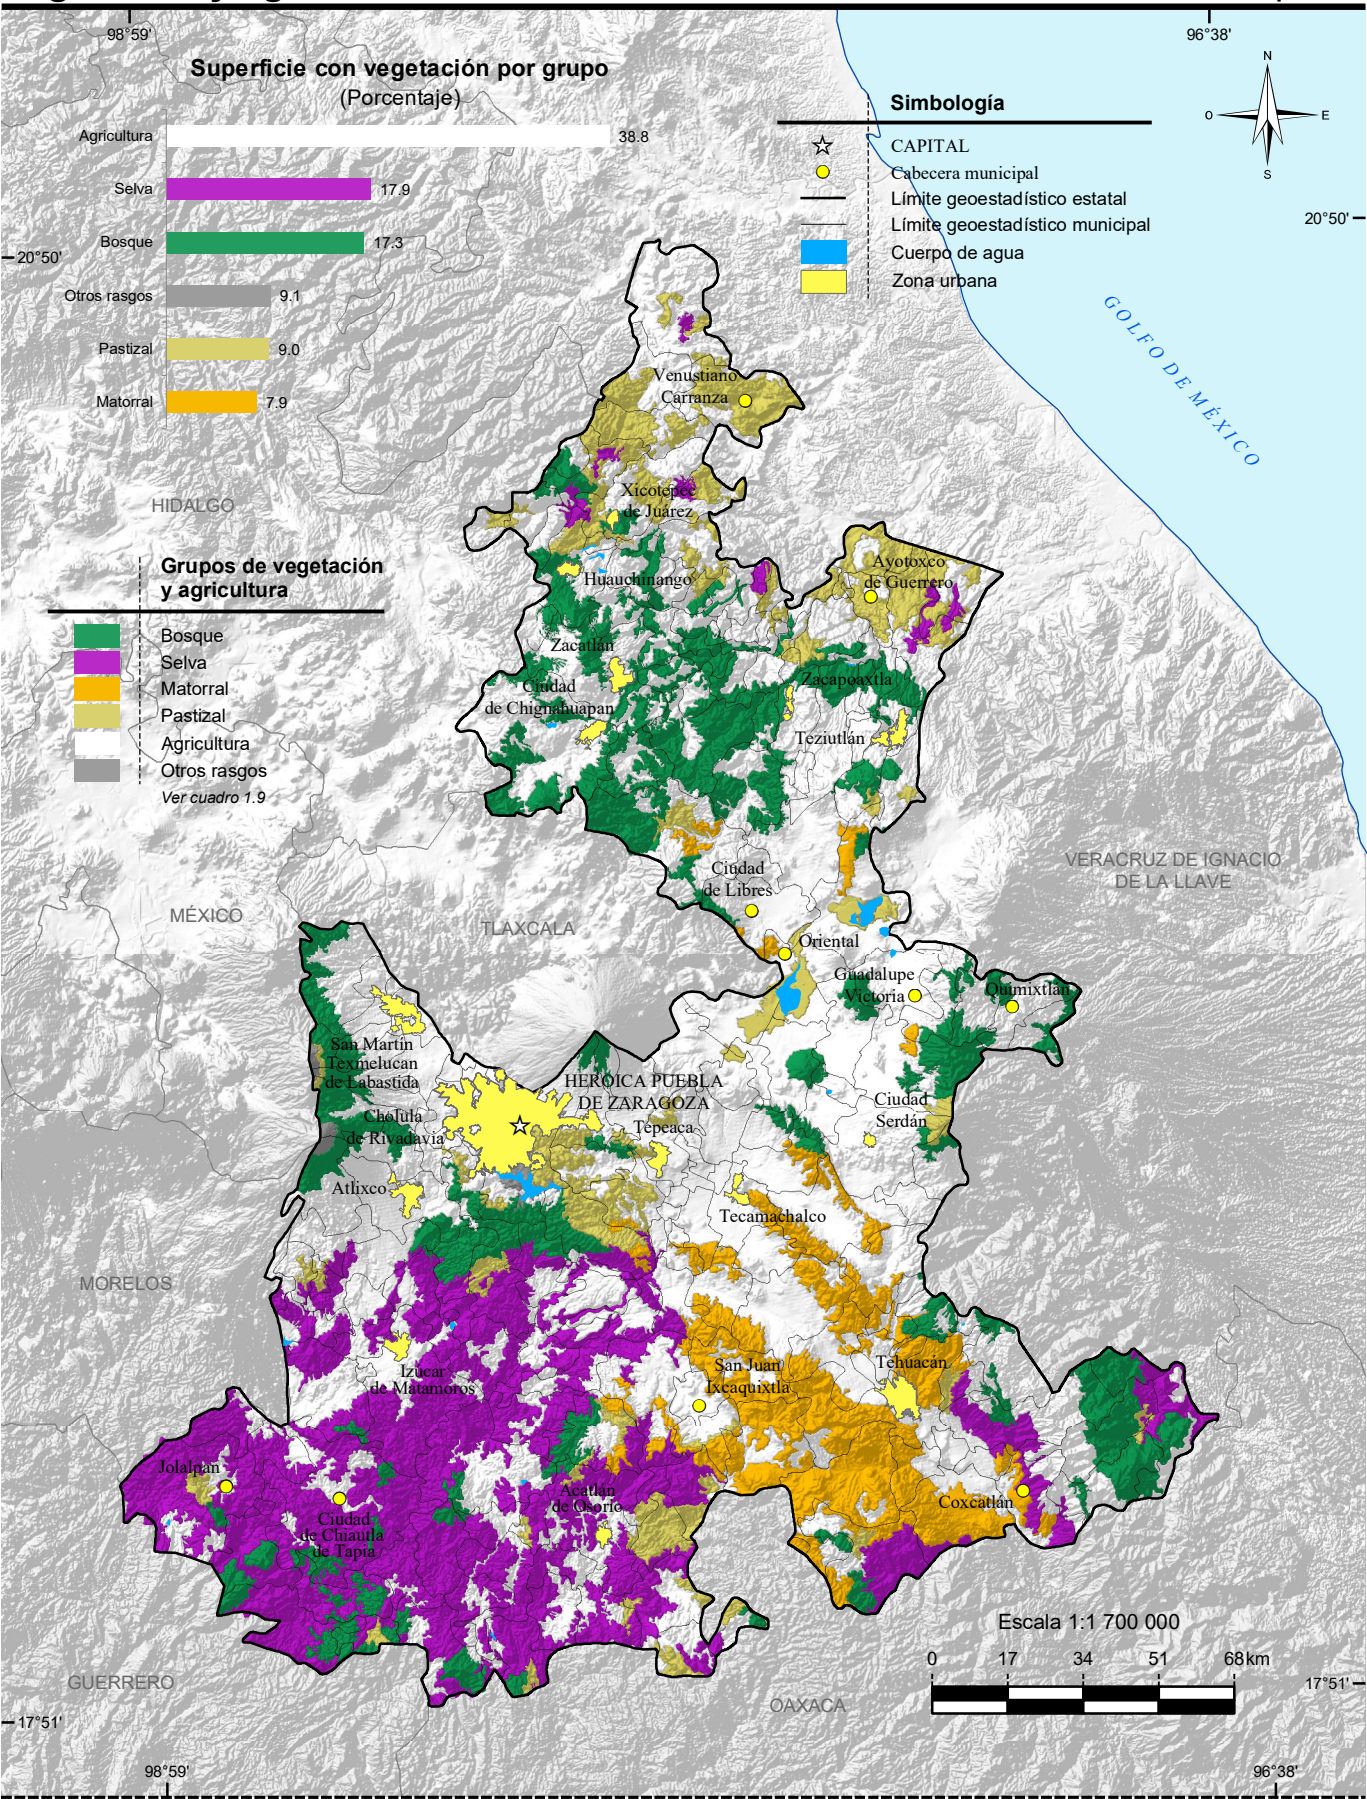 98°59'
96°38'
Superficie con vegetación por grupo
(Porcentaje)
Agricultura
38.8
Selva
17.9
Bosque
17.3
Otros rasgos
9.1
Pastizal
9.0
Matorral
7.9
Simbología
CAPITAL
Cabecera municipal
Límite geoestadístico estatal
Límite geoestadístico municipal
Cuerpo de agua
Zona urbana
N
O
E
S
20°50'
20°50'
GOLFO DE MÉXICO
HIDALGO
Grupos de vegetación
y agricultura
Bosque
Selva
Matorral
Pastizal
Agricultura
Otros rasgos
Ver cuadro 1.9
Venustiano
Carranza
Xicotepec
de Juárez
Huauchinango
Ayotoxco
de Guerrero
Zacatlán
Ciudad
de Chignahuapan
Zacapoaxtla
Teziutlán
Ciudad
de Libres
VERACRUZ DE IGNACIO
DE LA LLAVE
MÉXICO
TLAXCALA
Oriental
Guadalupe
Victoria
Quimixtlán
San Martín
Texmelucan
de Labastida
HEROICA PUEBLA
DE ZARAGOZA
Cholula
de Rivadavia
Tepeaca
Ciudad
Serdán
Atlixco
Tecamachalco
MORELOS
Izúcar
de Matamoros
San Juan
Ixcaquixtla
Tehuacán
Jolalpan
Ciudad
de Chiautla
de Tapia
Acatlán
de Osorio
Coxcatlán
GUERRERO
OAXACA
Escala 1:1 700 000
0 17 34 51 68 km
17°51'
17°51'
98°59'
96°38'